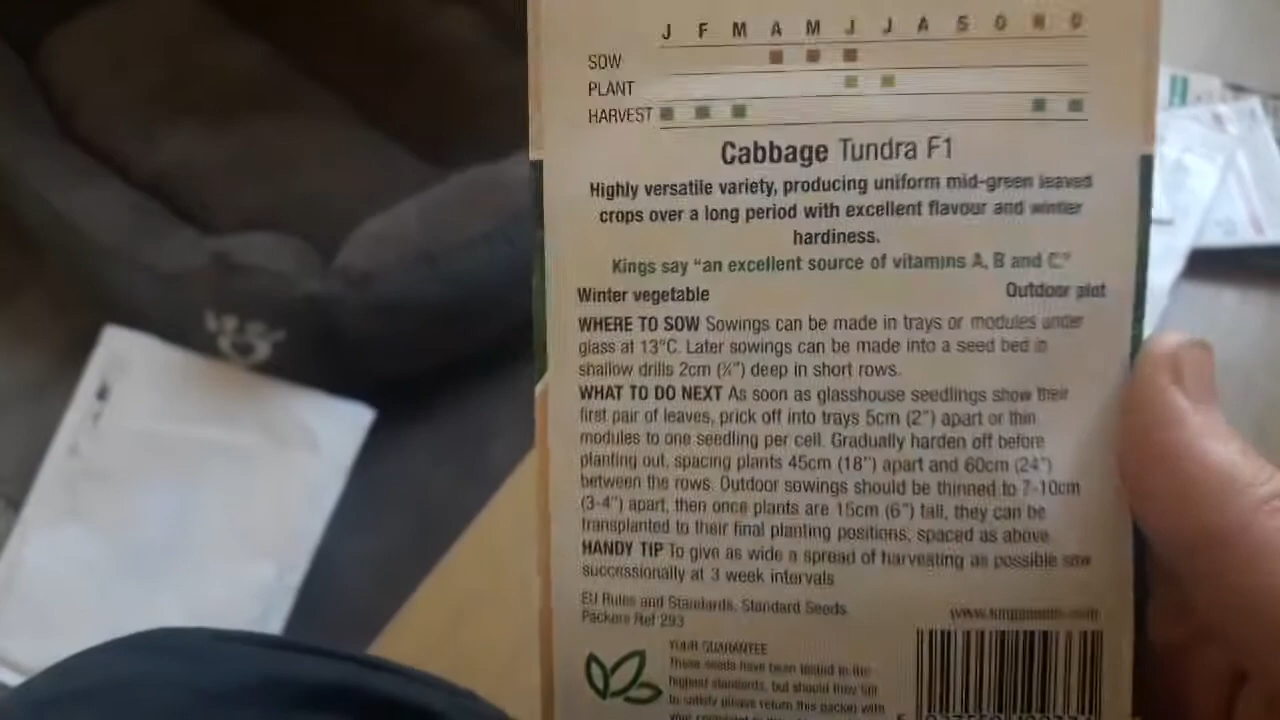 J F M A M J J A S O N D
SOW
PLANT
HARVEST
Cabbage Tundra F1
Highly versatile variety, producing uniform mid-green leaved
crops over a long period with excellent flavour and winter
hardiness.
Kings say "an excellent source of vitamins A, B and C."
Winter vegetable Outdoor plot
WHERE TO SOW Sowings can be made in trays or modules under
glass at 13°C. Later sowings can be made into a seed bed in
shallow drills 2cm (¾") deep in short rows.
WHAT TO DO NEXT As soon as glasshouse seedlings show their
first pair of leaves, prick off into trays 5cm (2") apart or thin
modules to one seedling per cell. Gradually harden off before
planting out, spacing plants 45cm (18") apart and 60cm (24")
between the rows. Outdoor sowings should be thinned to 7-10cm
(3-4") apart, then once plants are 15cm (6") tall, they can be
transplanted to their final planting positions, spaced as above.
HANDY TIP To give as wide a spread of harvesting as possible sow
successionally at 3 week intervals
EU Rules and Standards. Standard Seeds.
Packers Ref 293
YOUR GUARANTEE
These seeds have been tested to the
highest standards, but should they fail
to satisfy please return this packet with